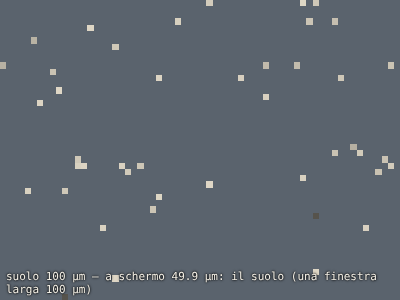 suolo 100 µm — a schermo 49.9 µm: il suolo (una finestra
larga 100 µm)